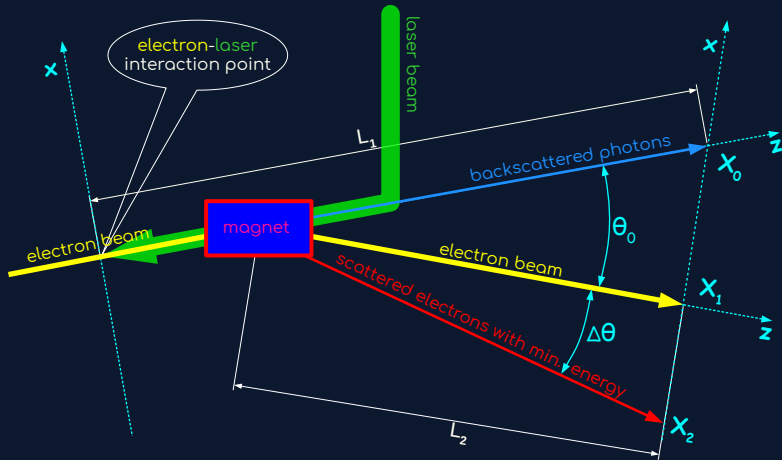 electron-laser
interaction point
laser beam
x
x
L1
z
backscattered photons
X0
magnet
electron beam
θ0
electron beam
X1
z
scattered electrons with min. energy
Δθ
L2
X2